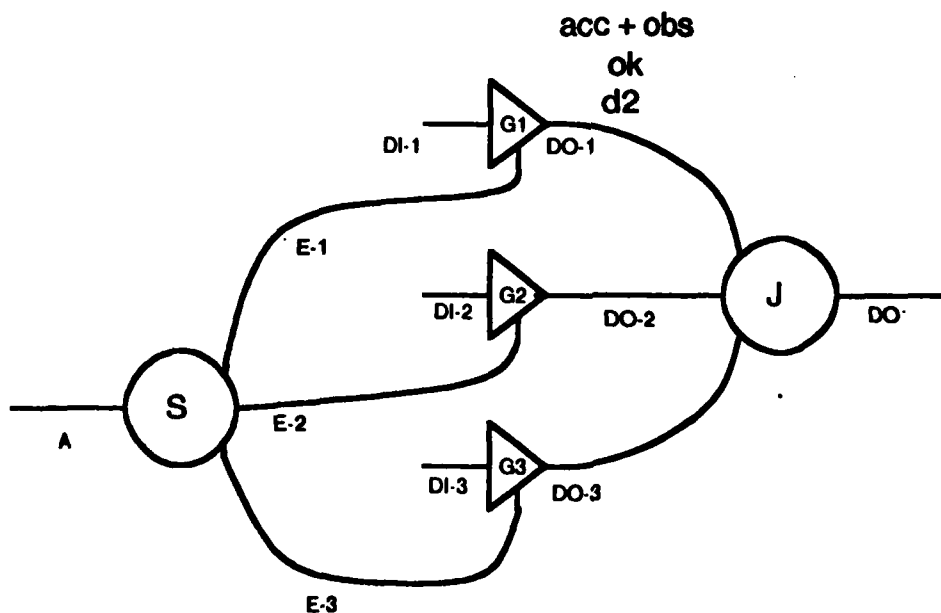 acc + obs
ok
d2
G1
DI-1
DO-1
E-1
G2
DI-2
DO-2
J
DO
S
A
E-2
G3
DI-3
DO-3
E-3